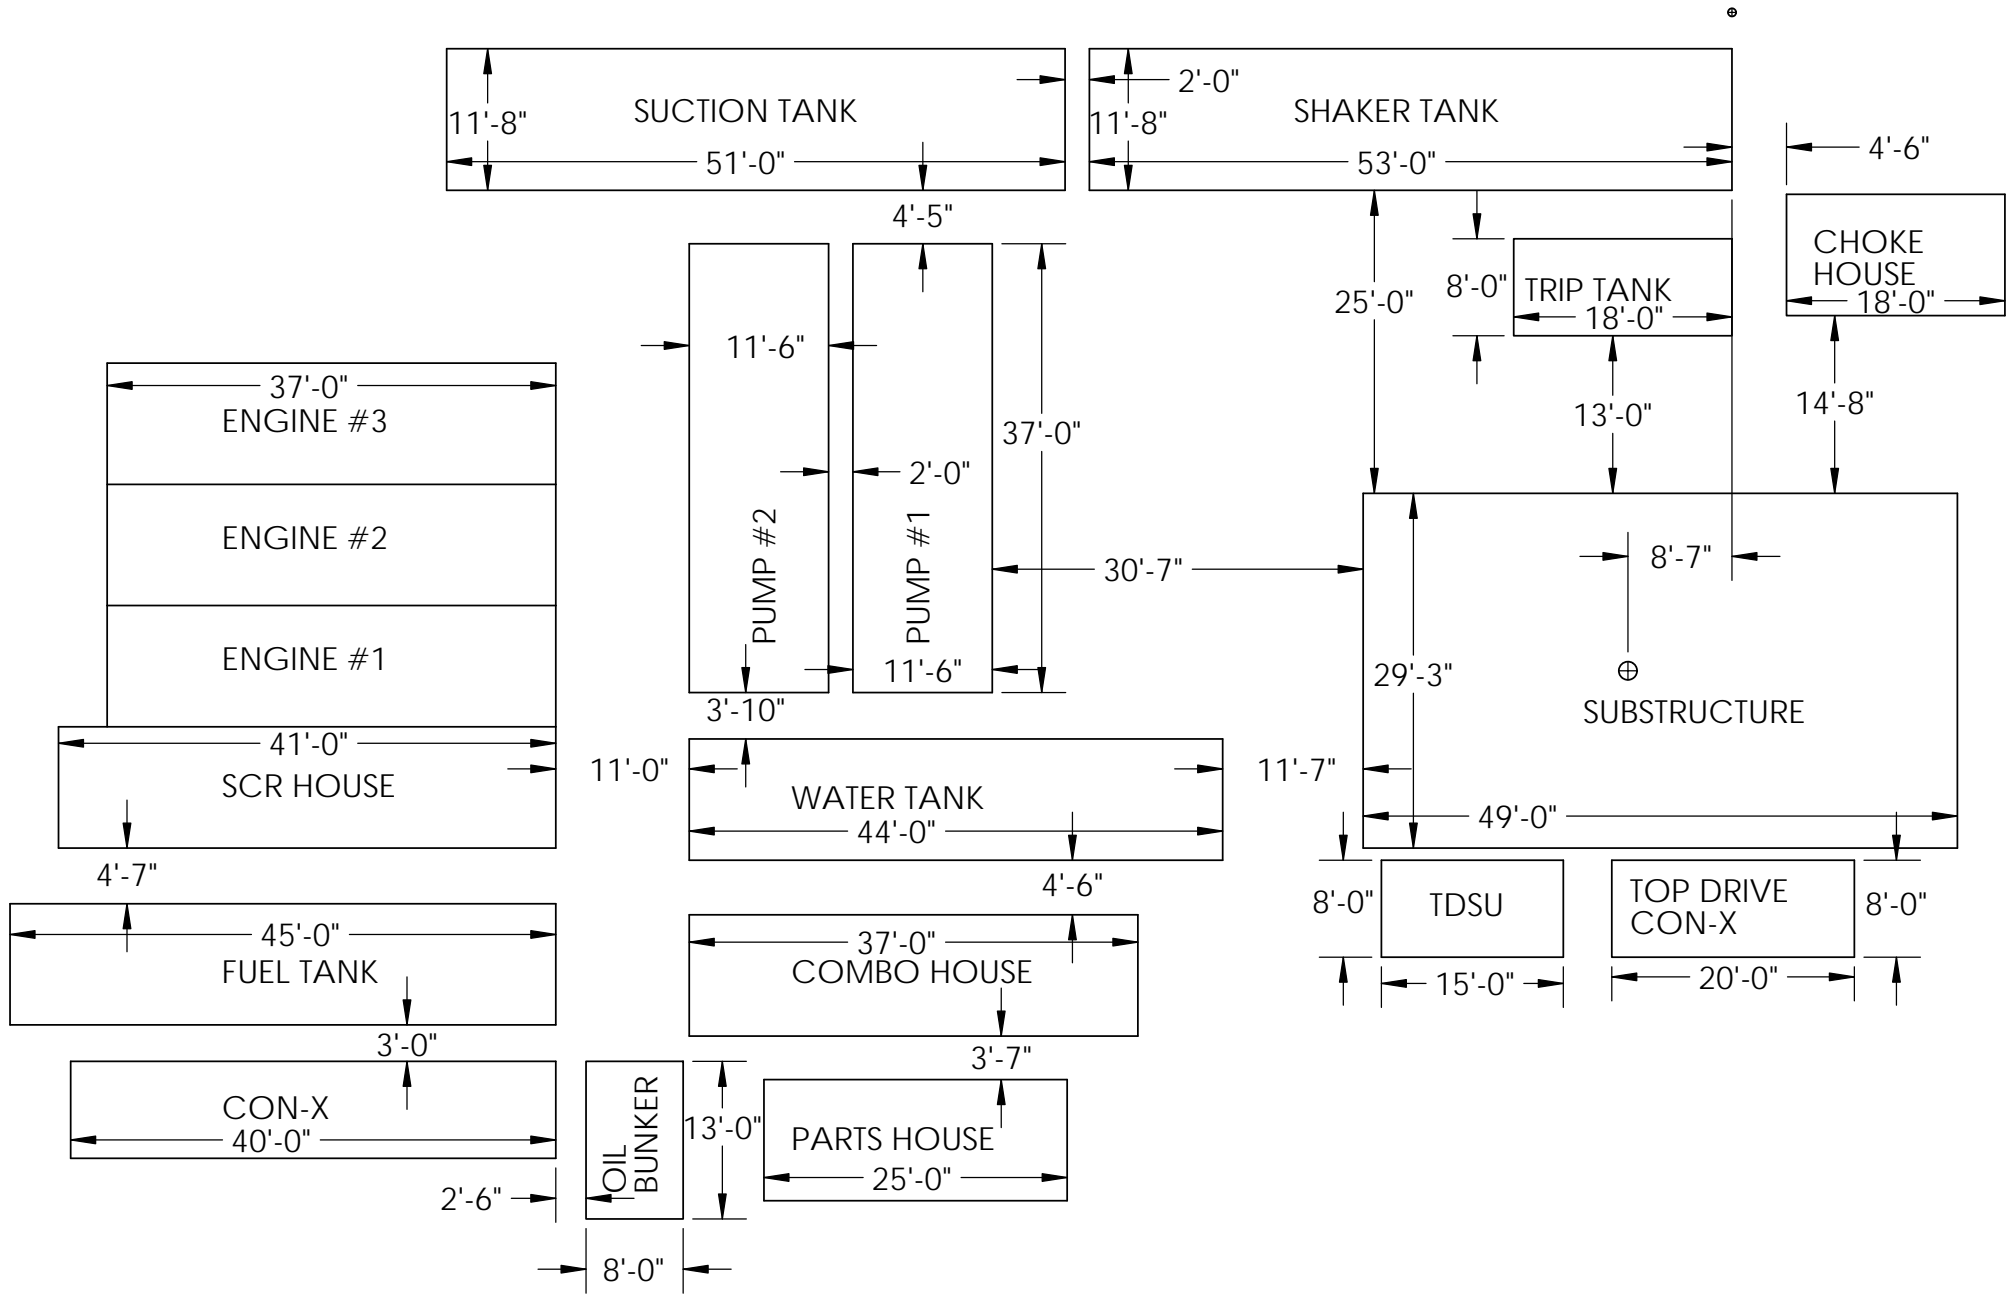 2'-0"
SUCTION TANK
SHAKER TANK
11'-8"
11'-8"
4'-6"
51'-0"
53'-0"
4'-5"
CHOKE
HOUSE
18'-0"
8'-0"
TRIP TANK
18'-0"
25'-0"
11'-6"
37'-0"
ENGINE #3
13'-0"
14'-8"
37'-0"
2'-0"
PUMP #2
PUMP #1
ENGINE #2
8'-7"
30'-7"
ENGINE #1
11'-6"
29'-3"
3'-10"
SUBSTRUCTURE
41'-0"
SCR HOUSE
11'-0"
11'-7"
WATER TANK
44'-0"
49'-0"
4'-7"
4'-6"
8'-0"
TDSU
TOP DRIVE
CON-X
8'-0"
45'-0"
FUEL TANK
37'-0"
COMBO HOUSE
15'-0"
20'-0"
3'-0"
3'-7"
CON-X
40'-0"
OIL
BUNKER
13'-0"
PARTS HOUSE
25'-0"
2'-6"
8'-0"